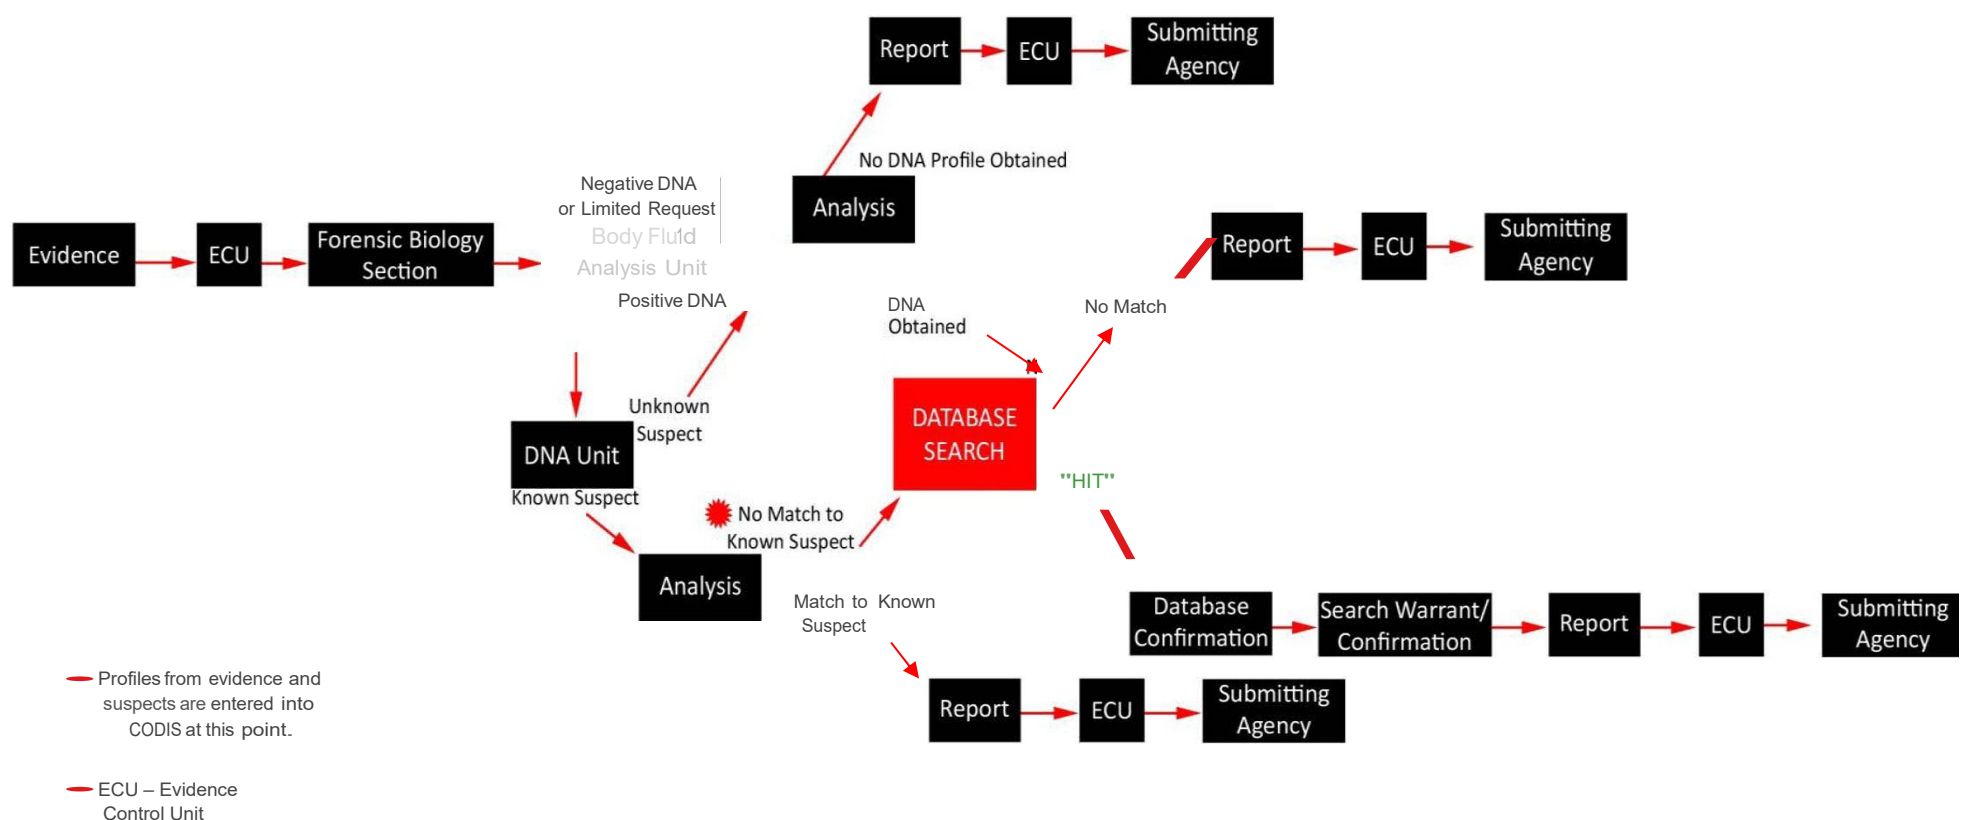 Report
ECU
Submitting
Agency
No DNA Profile Obtained
Analysis
Negative DNA
or Limited Request
Body Fluid
Analysis Unit
Positive DNA
Evidence
ECU
Forensic Biology
Section
Report
ECU
Submitting
Agency
DNA
Obtained
No Match
Unknown
Suspect
DNA Unit
Known Suspect
DATABASE
SEARCH
"HIT"
No Match to
Known Suspect
Analysis
Match to Known
Suspect
Database
Confirmation
Search Warrant/
Confirmation
Report
ECU
Submitting
Agency
Report
ECU
Submitting
Agency
Profiles from evidence and
suspects are entered into
CODIS at this point.
ECU – Evidence
Control Unit